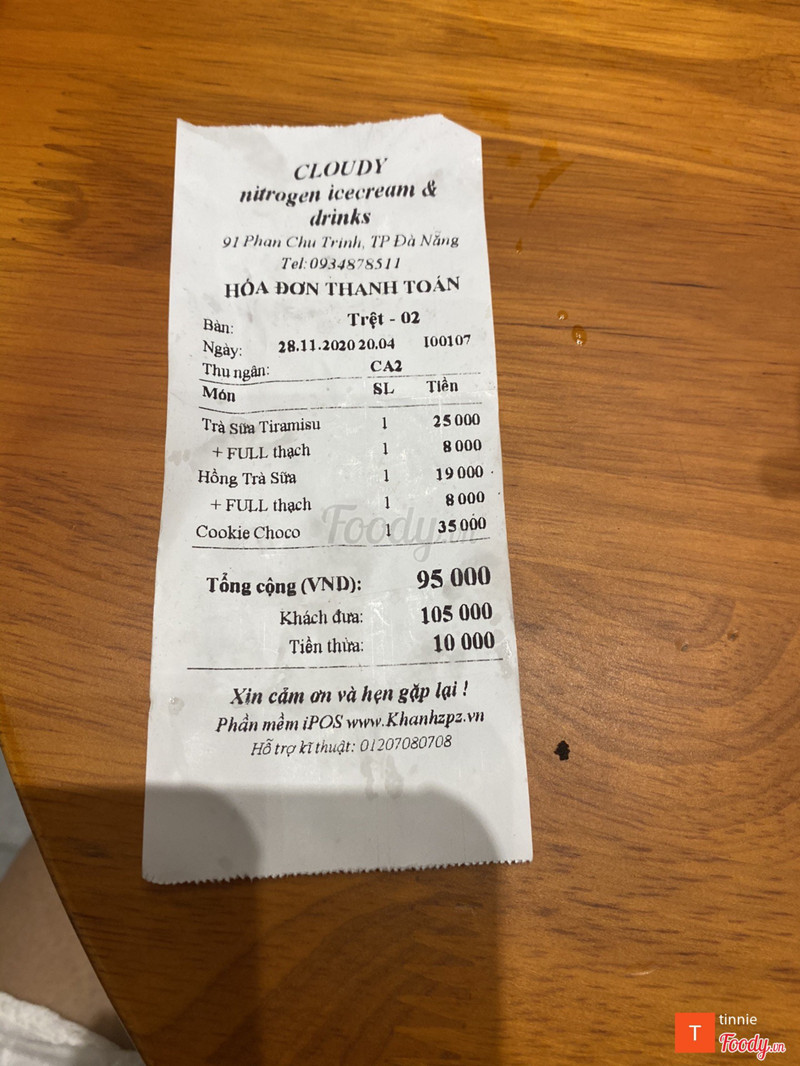 CLOUDY
nitrogen icecream &
drinks
91 Phan Chu Trinh, TP Đà Nẵng
Tel: 0934878511
HÓA ĐƠN THANH TOÁN
Bàn: Trệt - 02
Ngày: 28.11.2020 20.04 I00107
Thu ngân: CA2
Món SL Tiền
Trà Sữa Tiramisu 1 25 000
+ FULL thạch 1 8 000
Hồng Trà Sữa 1 19 000
+ FULL thạch 1 8 000
Cookie Choco 1 35 000
Foody.vn
Tổng cộng (VND): 95 000
Khách đưa: 105 000
Tiền thừa: 10 000
Xin cảm ơn và hẹn gặp lại !
Phần mềm iPOS www.Khanhzpz.vn
Hỗ trợ kĩ thuật: 01207080708
T tinnie
Foody.vn